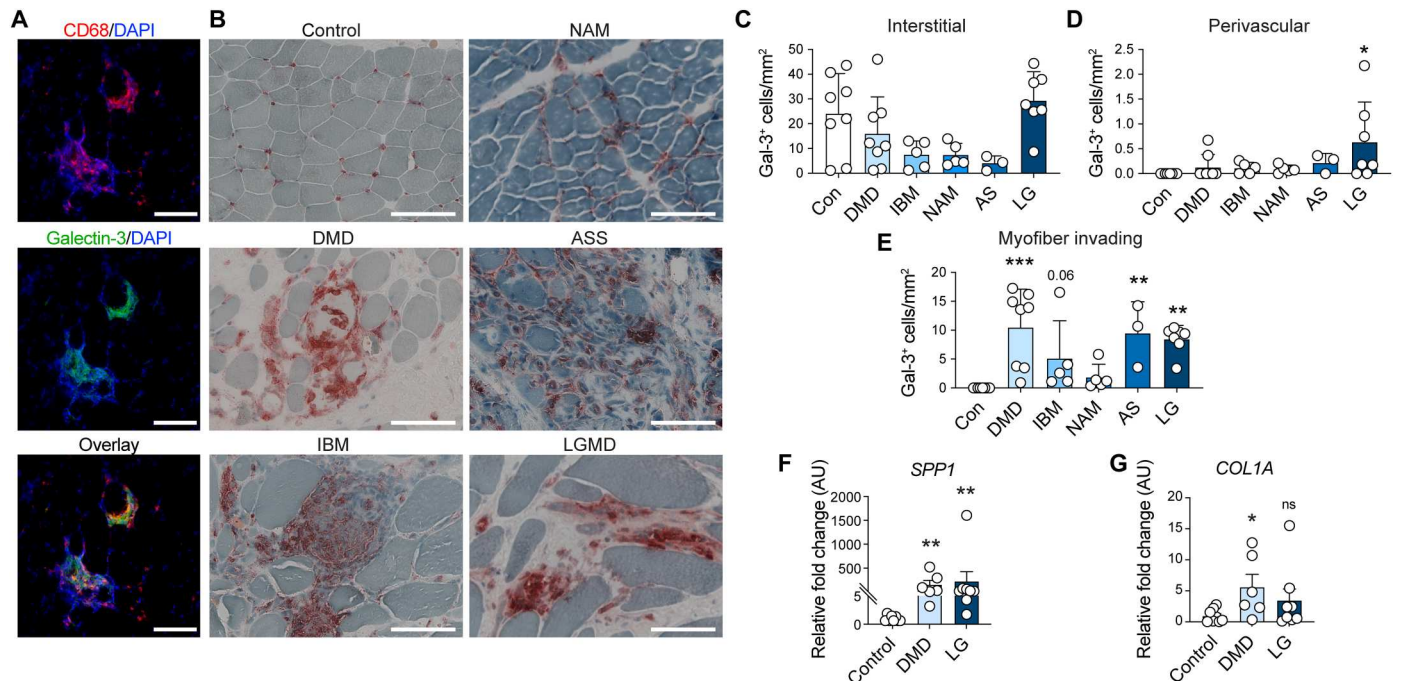 A
CD68/DAPI
Galectin-3/DAPI
Overlay
B
Control
NAM
DMD
ASS
IBM
LGMD
C
Interstitial
Gal-3⁺ cells/mm²
50
40
30
20
10
0
Con
DMD
IBM
NAM
AS
LG
D
Perivascular
Gal-3⁺ cells/mm²
2.5
2.0
1.5
1.0
0.5
0.0
*
Con
DMD
IBM
NAM
AS
LG
E
Myofiber invading
Gal-3⁺ cells/mm²
20
15
10
5
0
***
0.06
**
**
Con
DMD
IBM
NAM
AS
LG
F
SPP1
Relative fold change (AU)
2000
1500
1000
500
5
0
**
**
Control
DMD
LG
G
COL1A
Relative fold change (AU)
20
15
10
5
0
*
ns
Control
DMD
LG